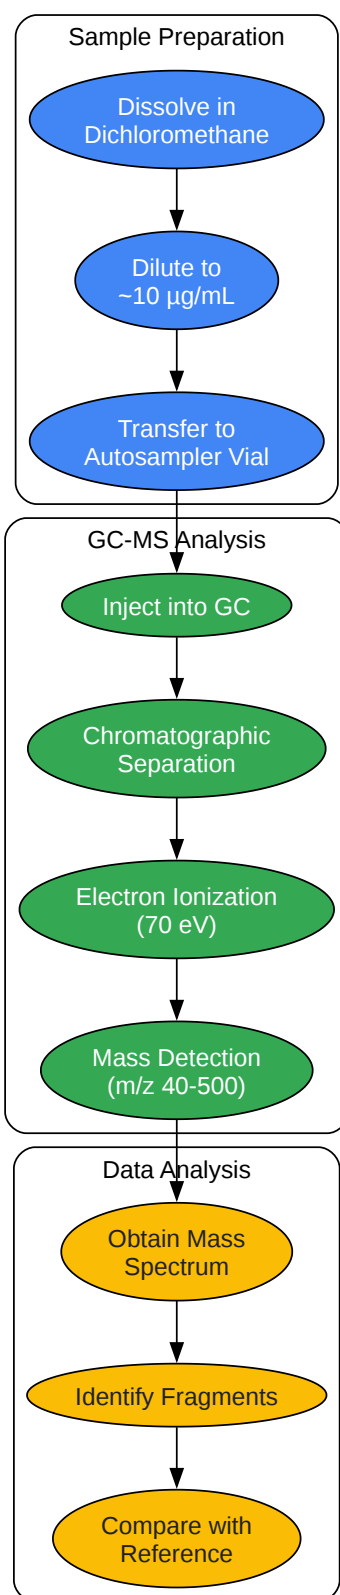 Sample Preparation
Dissolve in
Dichloromethane
Dilute to
~10 µg/mL
Transfer to
Autosampler Vial
GC-MS Analysis
Inject into GC
Chromatographic
Separation
Electron Ionization
(70 eV)
Mass Detection
(m/z 40-500)
Data Analysis
Obtain Mass
Spectrum
Identify Fragments
Compare with
Reference